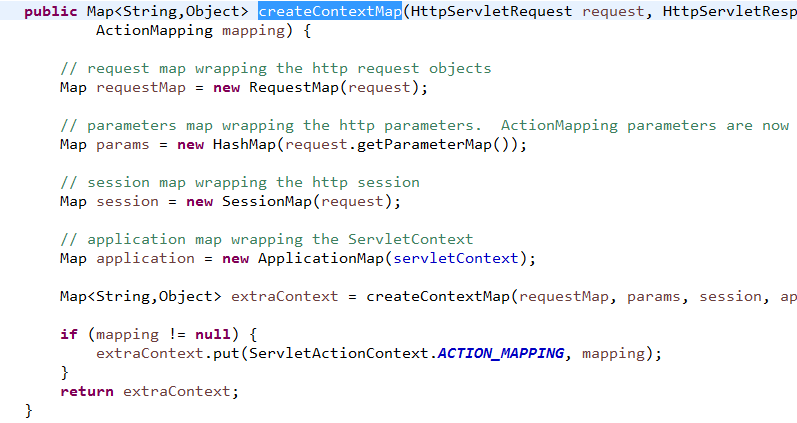 public Map<String,Object> createContextMap(HttpServletRequest request, HttpServletResp
ActionMapping mapping) {
// request map wrapping the http request objects
Map requestMap = new RequestMap(request);
// parameters map wrapping the http parameters.  ActionMapping parameters are now
Map params = new HashMap(request.getParameterMap());
// session map wrapping the http session
Map session = new SessionMap(request);
// application map wrapping the ServletContext
Map application = new ApplicationMap(servletContext);
Map<String,Object> extraContext = createContextMap(requestMap, params, session, ap
if (mapping != null) {
extraContext.put(ServletActionContext.ACTION_MAPPING, mapping);
}
return extraContext;
}